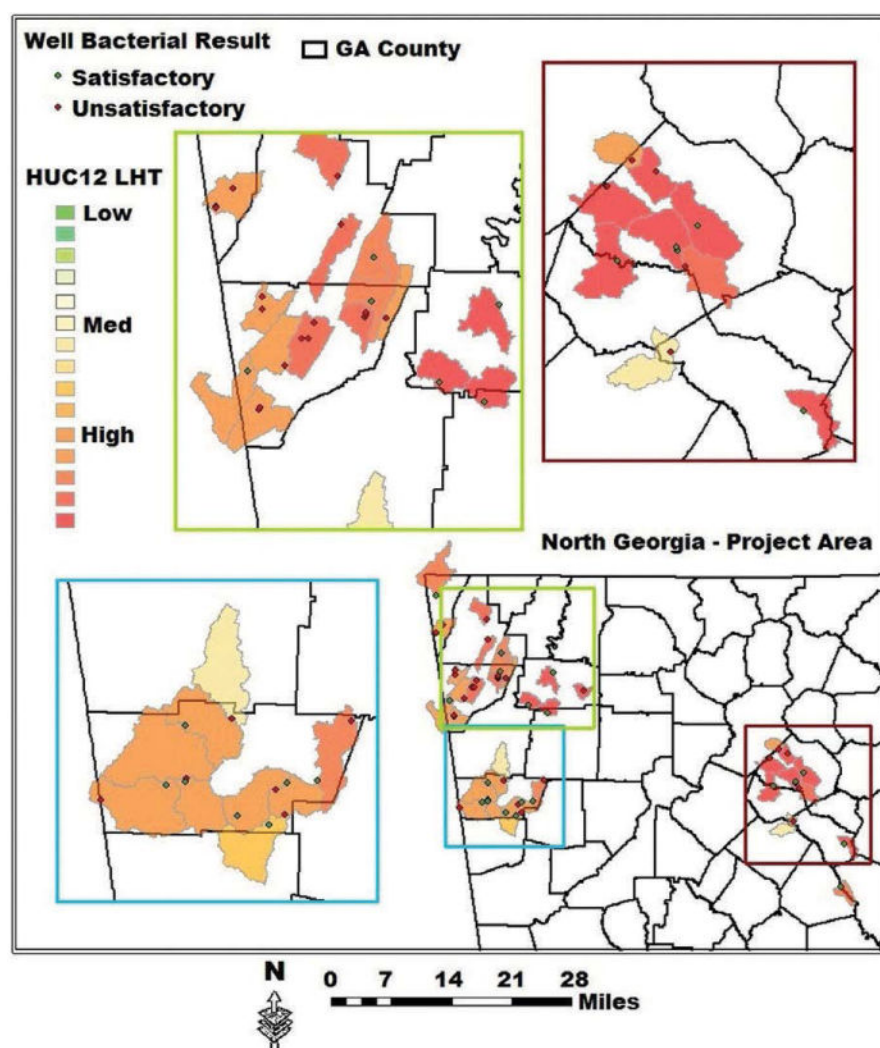 Well Bacterial Result
GA County
Satisfactory
Unsatisfactory
HUC12 LHT
Low
Med
High
North Georgia - Project Area
N
0 7 14 21 28
Miles